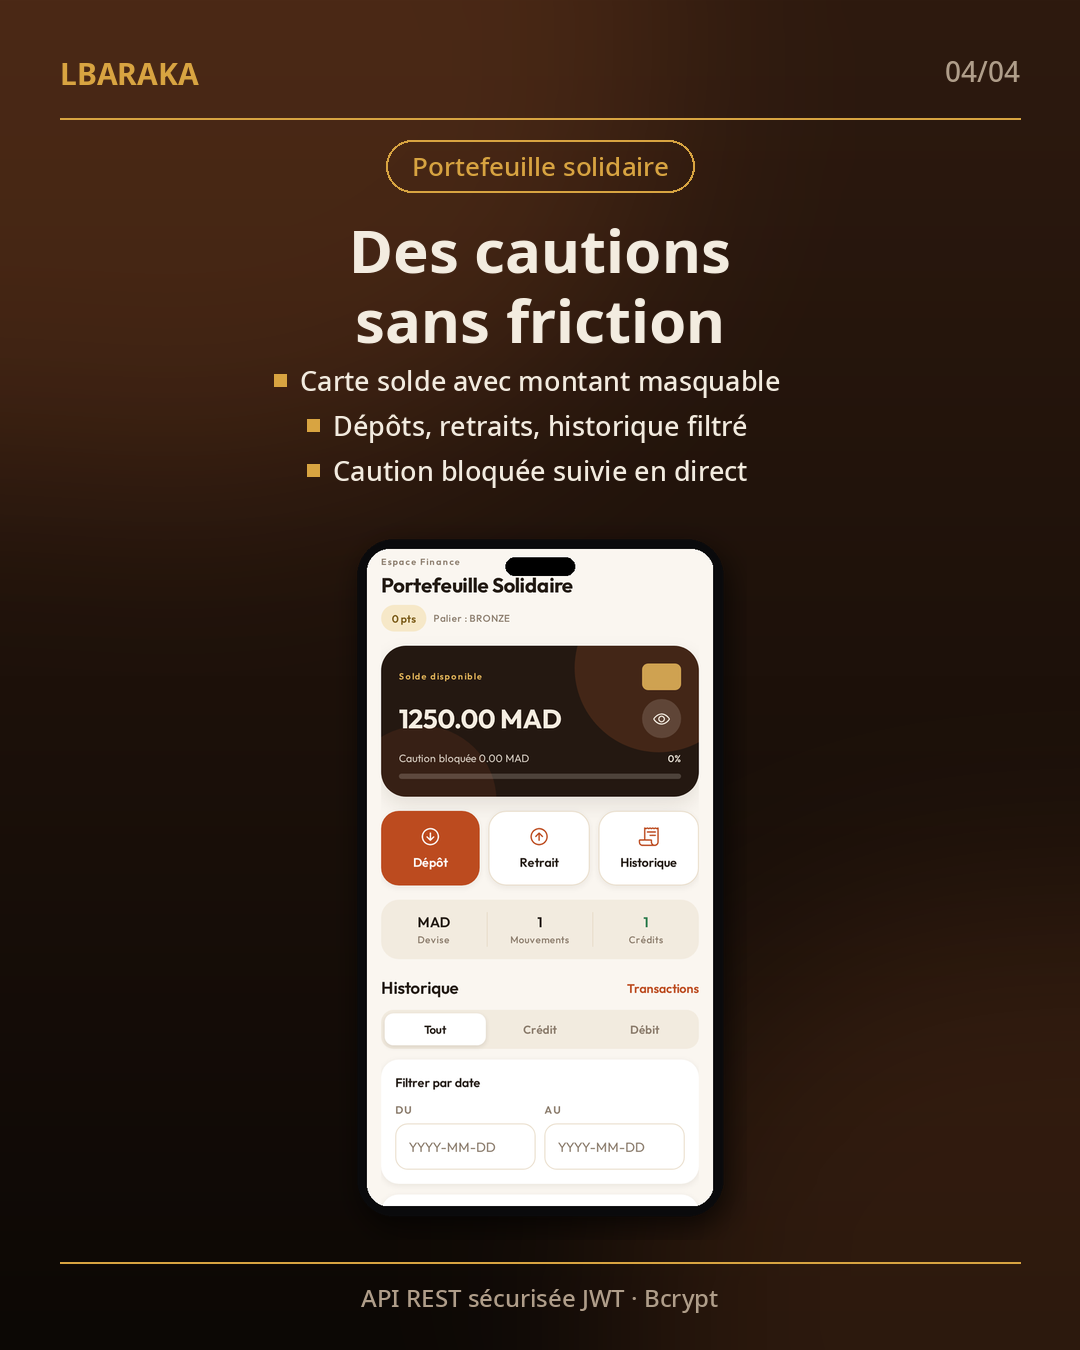 LBARAKA
04/04
Portefeuille solidaire
Des cautions
sans friction
Carte solde avec montant masquable
Dépôts, retraits, historique filtré
Caution bloquée suivie en direct
Espace Finance
Portefeuille Solidaire
0 pts Palier : BRONZE
Solde disponible
1250.00 MAD
Caution bloquée 0.00 MAD 0%
Dépôt Retrait Historique
MAD 1 1
Devise Mouvements Crédits
Historique Transactions
Tout Crédit Débit
Filtrer par date
DU AU
YYYY-MM-DD YYYY-MM-DD
API REST sécurisée JWT · Bcrypt